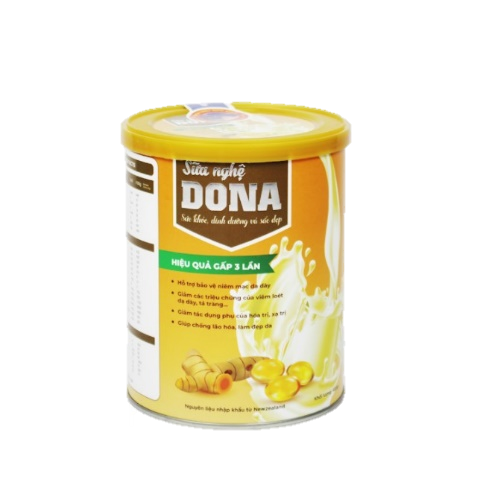 Sữa nghệ
DONA
Sức khỏe, dinh dưỡng và sắc đẹp
HIỆU QUẢ GẤP 3 LẦN
Hỗ trợ bảo vệ niêm mạc dạ dày
Giảm các triệu chứng của viêm loét
dạ dày, tá tràng...
Giảm tác dụng phụ của hóa trị, xạ trị
Giúp chống lão hóa, làm đẹp da
Nguyên liệu nhập khẩu từ Newzealand